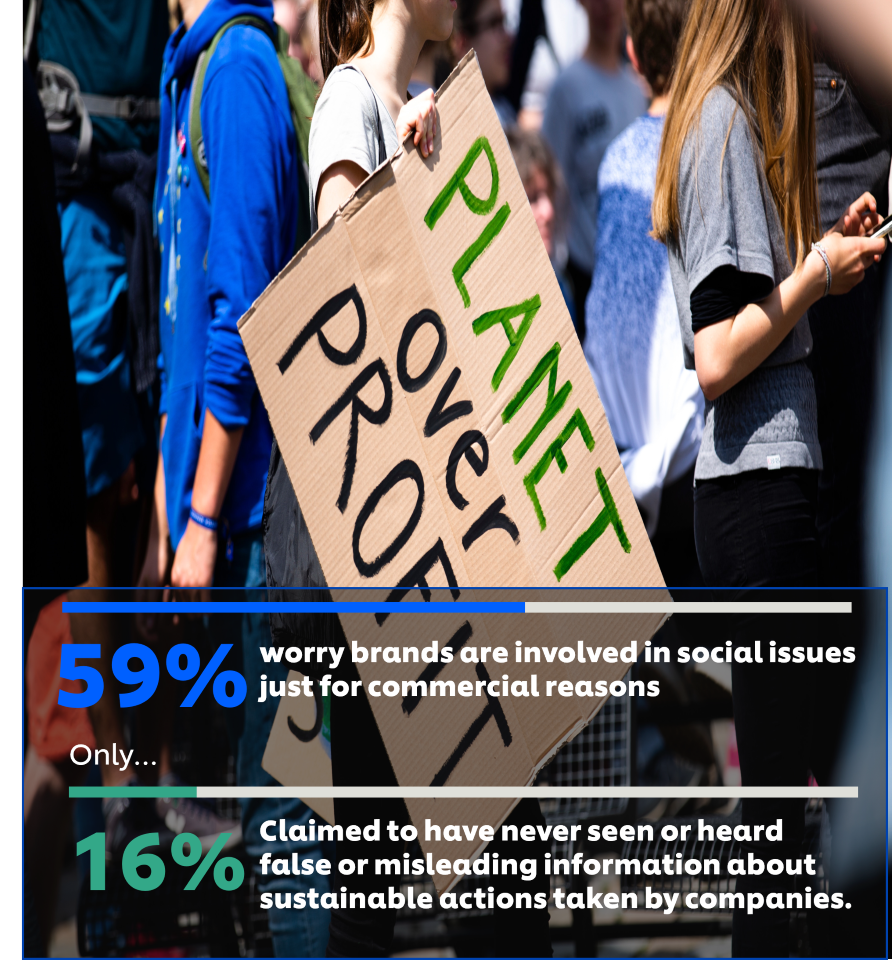 PLANET
over
PROFIT
59%
worry brands are involved in social issues
just for commercial reasons
Only...
16%
Claimed to have never seen or heard
false or misleading information about
sustainable actions taken by companies.